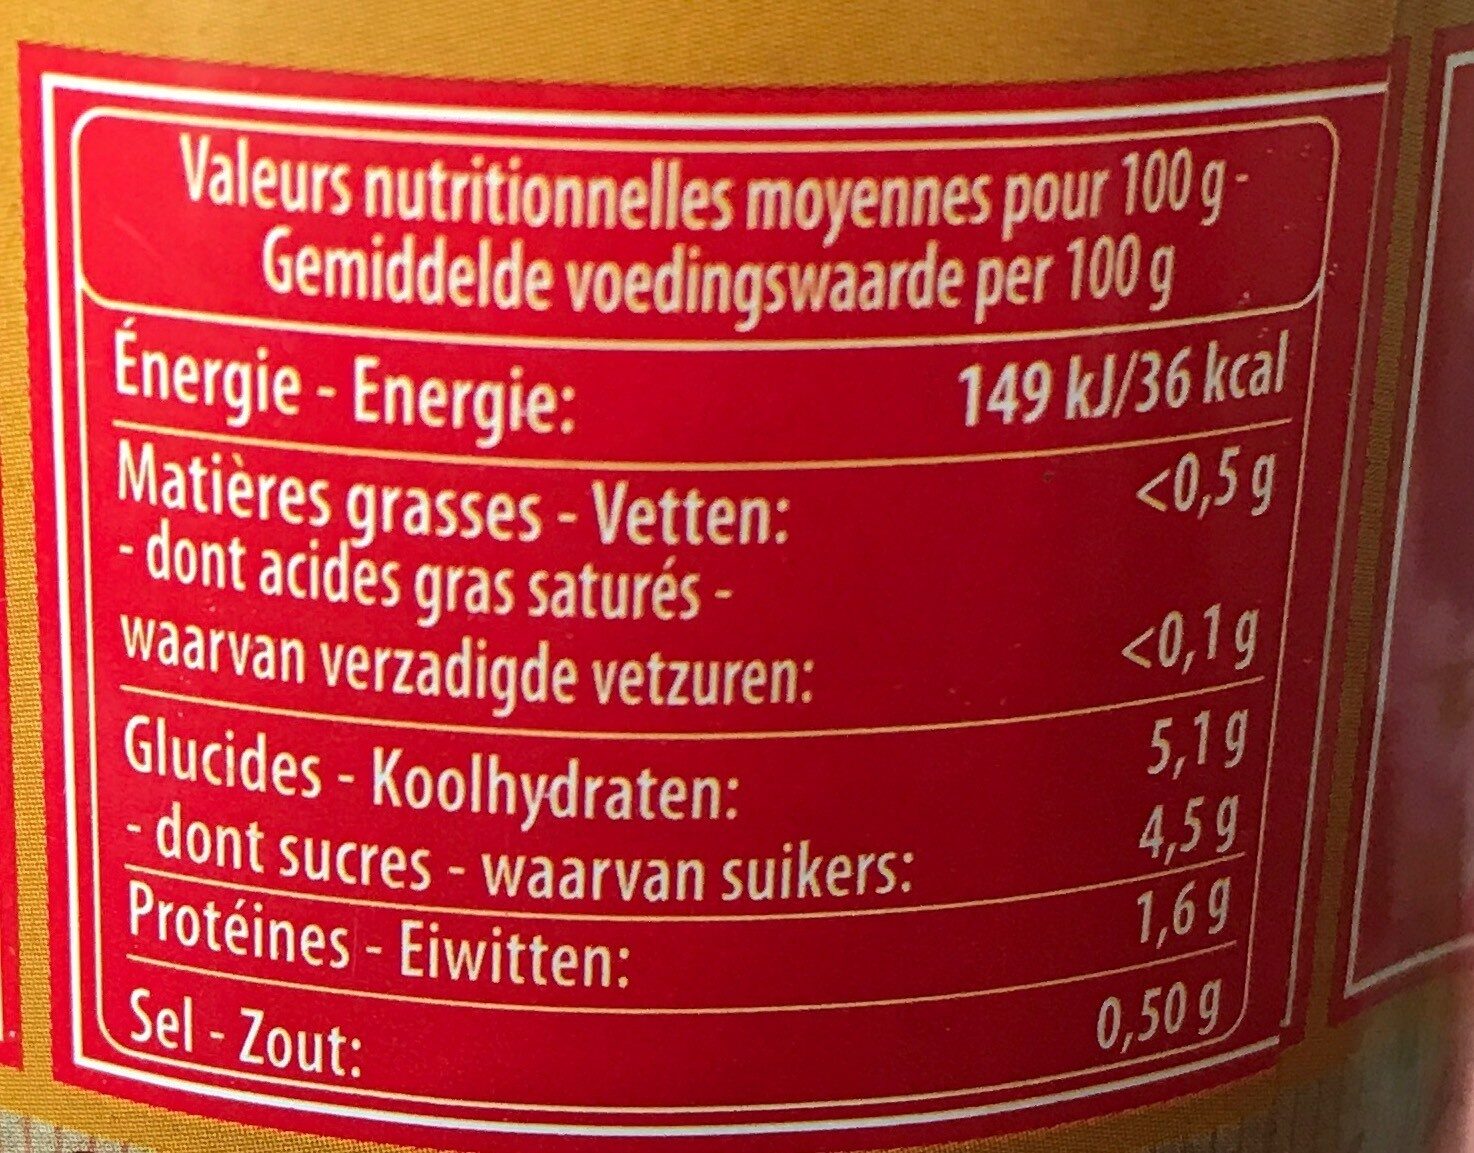 Valeurs nutritionnelles moyennes pour 100 g -
Gemiddelde voedingswaarde per 100 g
Énergie - Energie: 149 kJ/36 kcal
Matières grasses - Vetten: <0,5 g
- dont acides gras saturés -
waarvan verzadigde vetzuren: <0,1 g
Glucides - Koolhydraten: 5,1 g
- dont sucres - waarvan suikers: 4,5 g
Protéines - Eiwitten: 1,6 g
Sel - Zout: 0,50 g